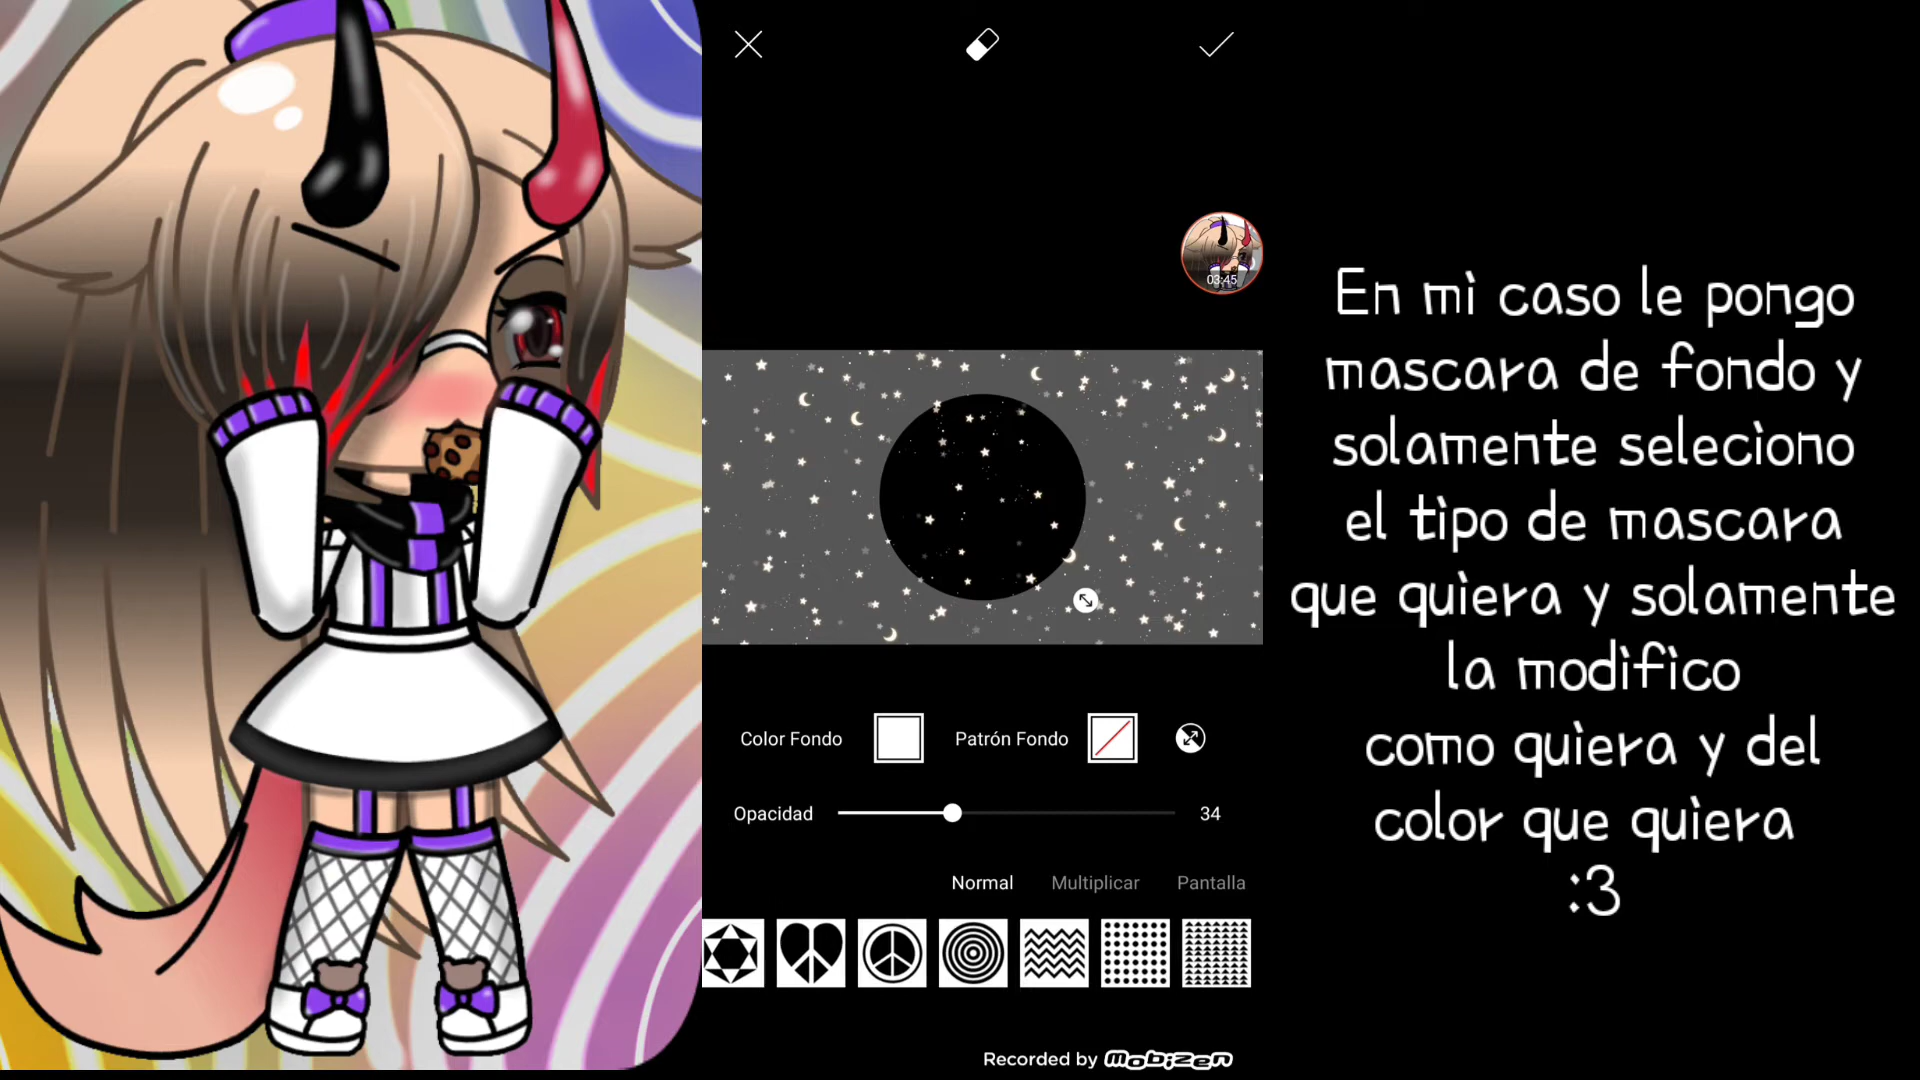 03:45
Color Fondo
Patrón Fondo
Opacidad
34
Normal
Multiplicar
Pantalla
Recorded by mobizen
En mi caso le pongo
mascara de fondo y
solamente seleciono
el tipo de mascara
que quiera y solamente
la modifico
como quiera y del
color que quiera
:3